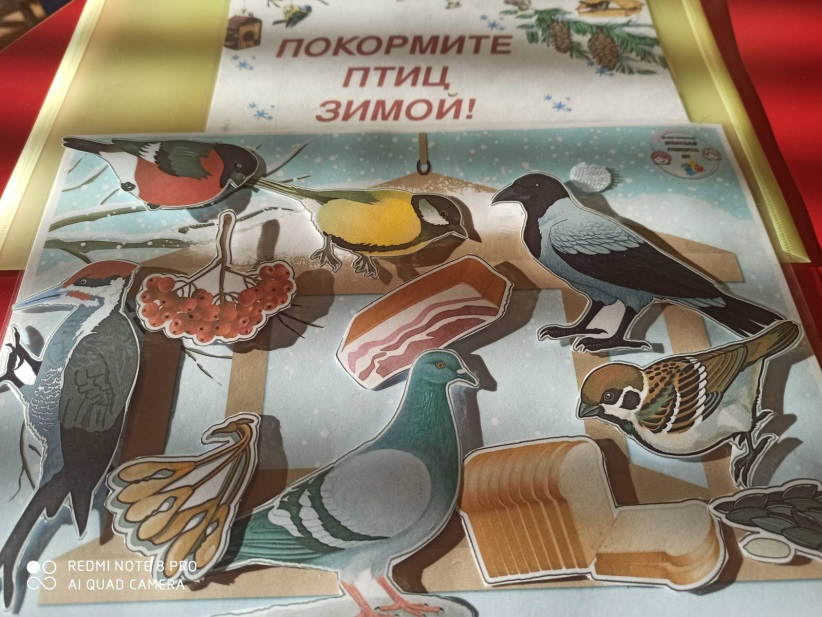 ПОКОРМИТЕ
ПТИЦ
ЗИМОЙ!
REDMI NOTE 8 PRO
AI QUAD CAMERA